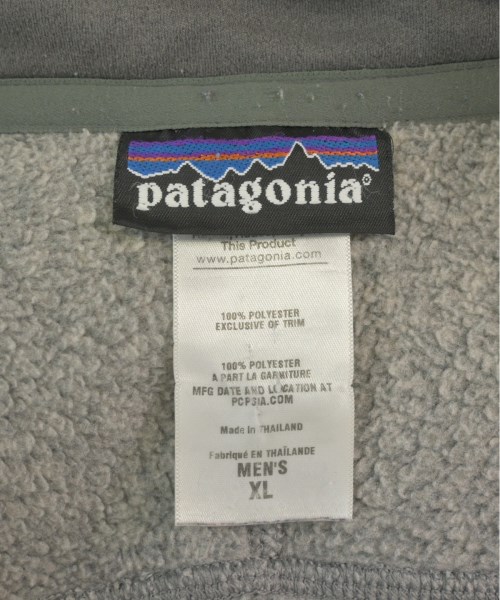 patagonia®
This Product
www.patagonia.com
100% POLYESTER
EXCLUSIVE OF TRIM
100% POLYESTER
À PART LA GARNITURE
MFG DATE AND LOCATION AT
PCP3IA.COM
Made in THAILAND
Fabriqué EN THAÏLANDE
MEN'S
XL